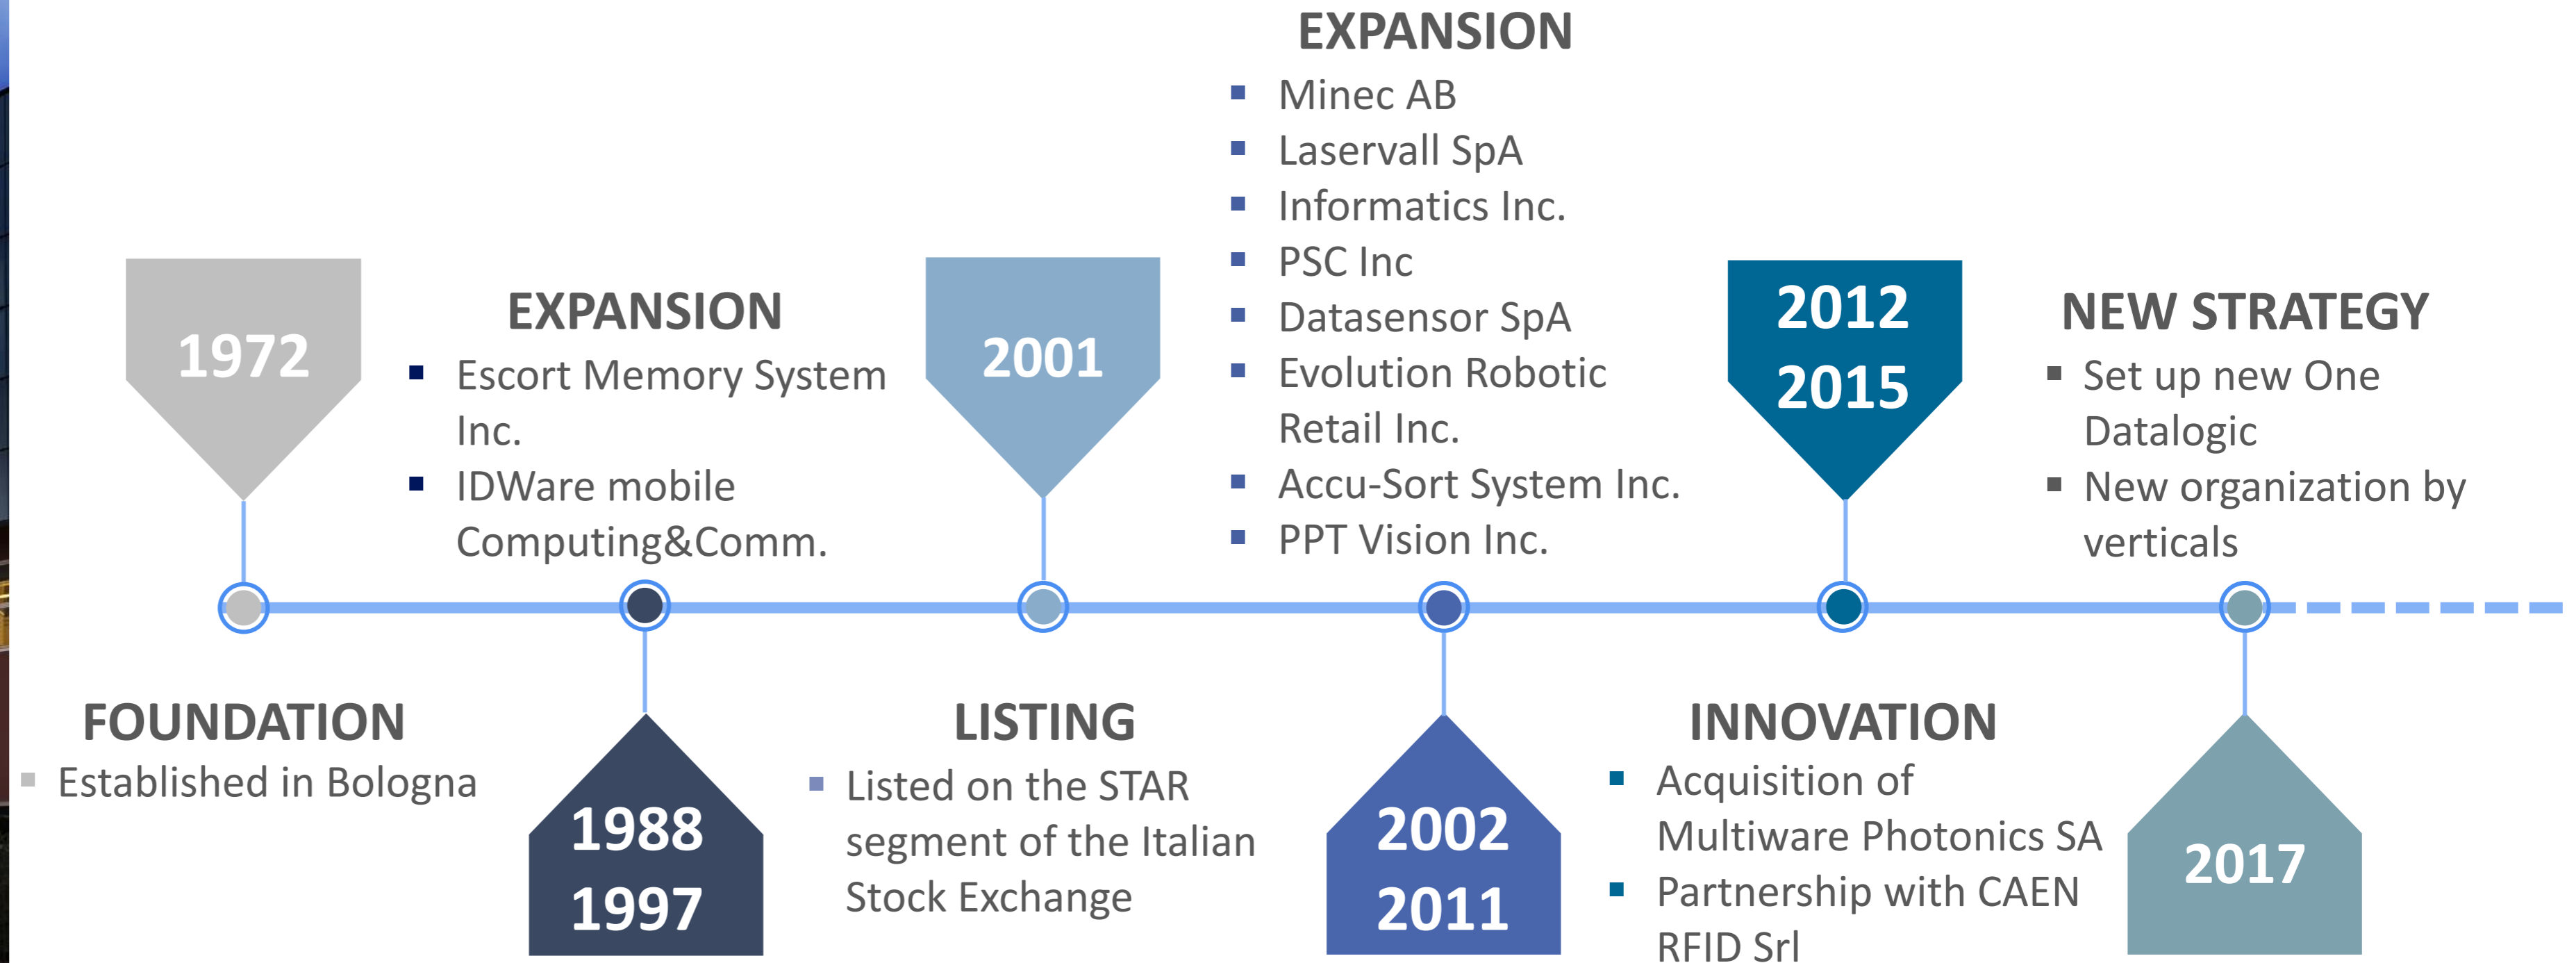 1972
FOUNDATION
Established in Bologna
EXPANSION
Escort Memory System
Inc.
IDWare mobile
Computing&Comm.
1988
1997
2001
LISTING
Listed on the STAR
segment of the Italian
Stock Exchange
EXPANSION
Minec AB
Laservall SpA
Informatics Inc.
PSC Inc
Datasensor SpA
Evolution Robotic
Retail Inc.
Accu-Sort System Inc.
PPT Vision Inc.
2002
2011
2012
2015
INNOVATION
Acquisition of
Multiware Photonics SA
Partnership with CAEN
RFID Srl
NEW STRATEGY
Set up new One
Datalogic
New organization by
verticals
2017